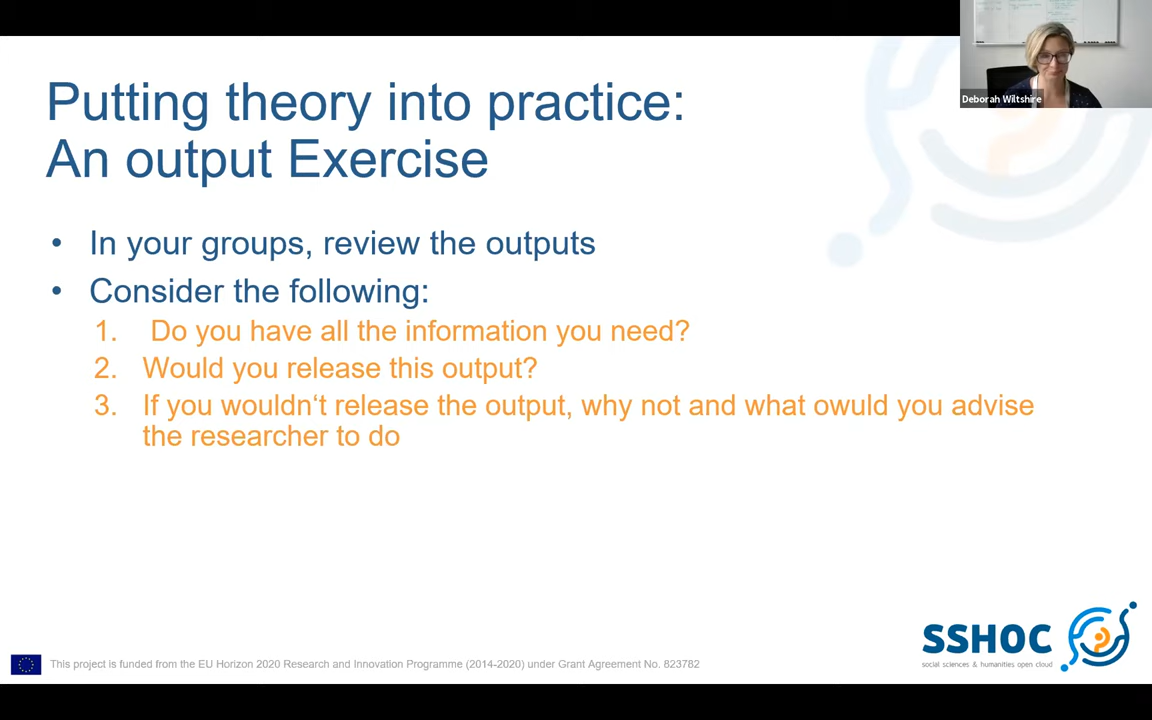 Deborah Wiltshire
Putting theory into practice:
An output Exercise
• In your groups, review the outputs
• Consider the following:
1. Do you have all the information you need?
2. Would you release this output?
3. If you wouldn‘t release the output, why not and what owuld you advise
the researcher to do
SSHOC
social sciences & humanities open cloud
This project is funded from the EU Horizon 2020 Research and Innovation Programme (2014-2020) under Grant Agreement No. 823782